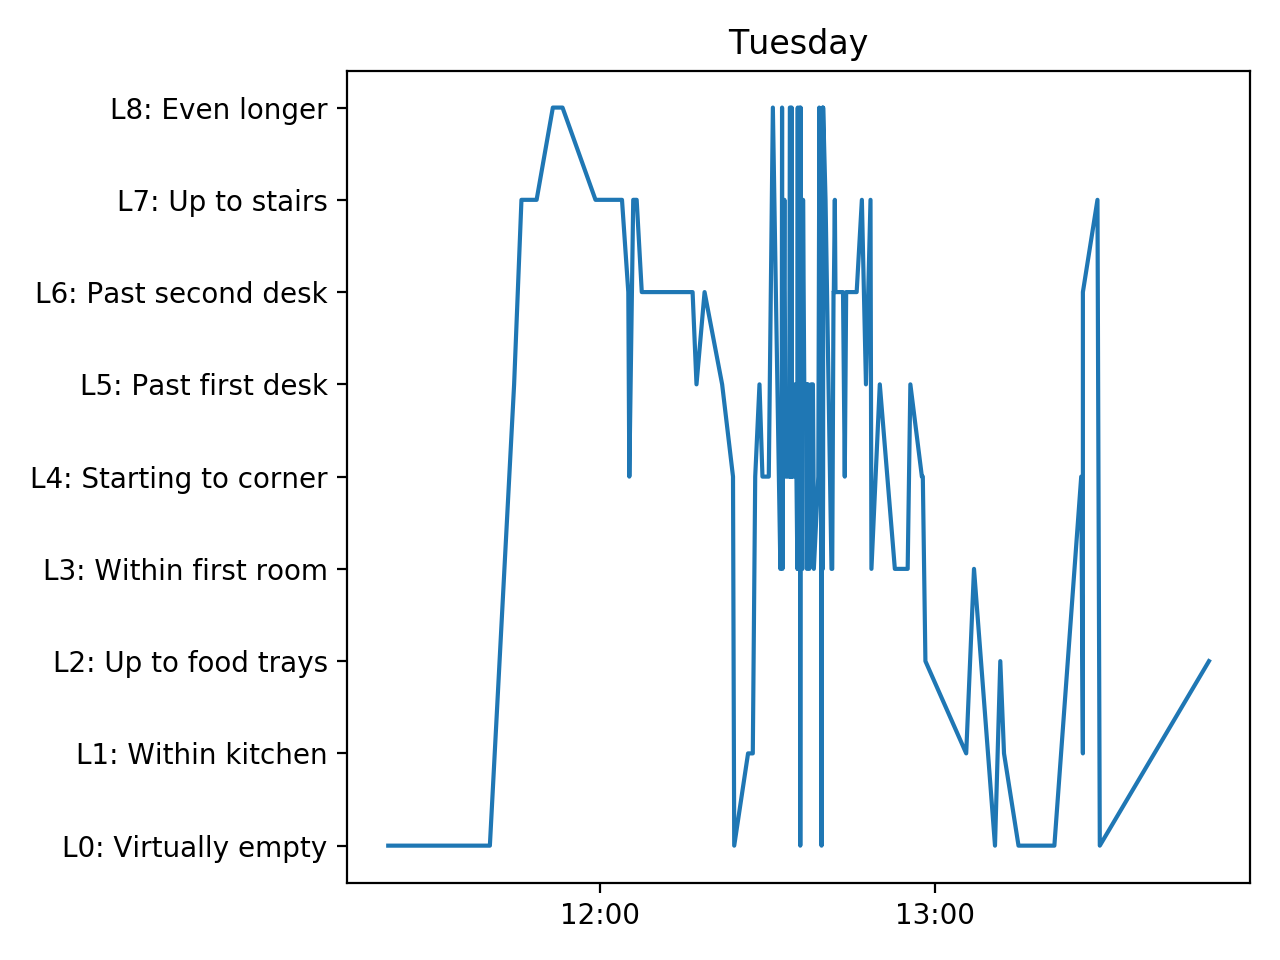 Tuesday
L8: Even longer
L7: Up to stairs
L6: Past second desk
L5: Past first desk
L4: Starting to corner
L3: Within first room
L2: Up to food trays
L1: Within kitchen
L0: Virtually empty
12:00
13:00